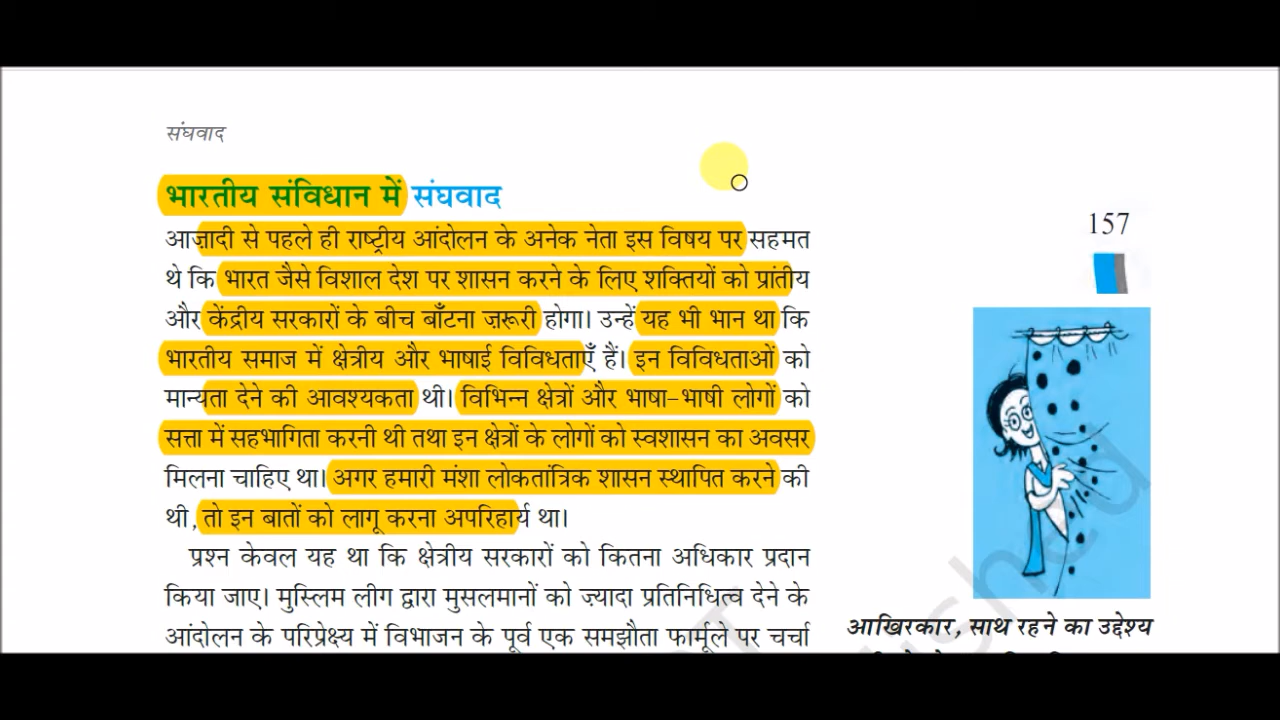 संघवाद
भारतीय संविधान में संघवाद
आज़ादी से पहले ही राष्ट्रीय आंदोलन के अनेक नेता इस विषय पर सहमत
थे कि भारत जैसे विशाल देश पर शासन करने के लिए शक्तियों को प्रांतीय
और केंद्रीय सरकारों के बीच बाँटना ज़रूरी होगा। उन्हें यह भी भान था कि
भारतीय समाज में क्षेत्रीय और भाषाई विविधताएँ हैं। इन विविधताओं को
मान्यता देने की आवश्यकता थी। विभिन्न क्षेत्रों और भाषा-भाषी लोगों को
सत्ता में सहभागिता करनी थी तथा इन क्षेत्रों के लोगों को स्वशासन का अवसर
मिलना चाहिए था। अगर हमारी मंशा लोकतांत्रिक शासन स्थापित करने की
थी, तो इन बातों को लागू करना अपरिहार्य था।
प्रश्न केवल यह था कि क्षेत्रीय सरकारों को कितना अधिकार प्रदान
किया जाए। मुस्लिम लीग द्वारा मुसलमानों को ज़्यादा प्रतिनिधित्व देने के
आंदोलन के परिप्रेक्ष्य में विभाजन के पूर्व एक समझौता फार्मूले पर चर्चा
157
आखिरकार, साथ रहने का उद्देश्य